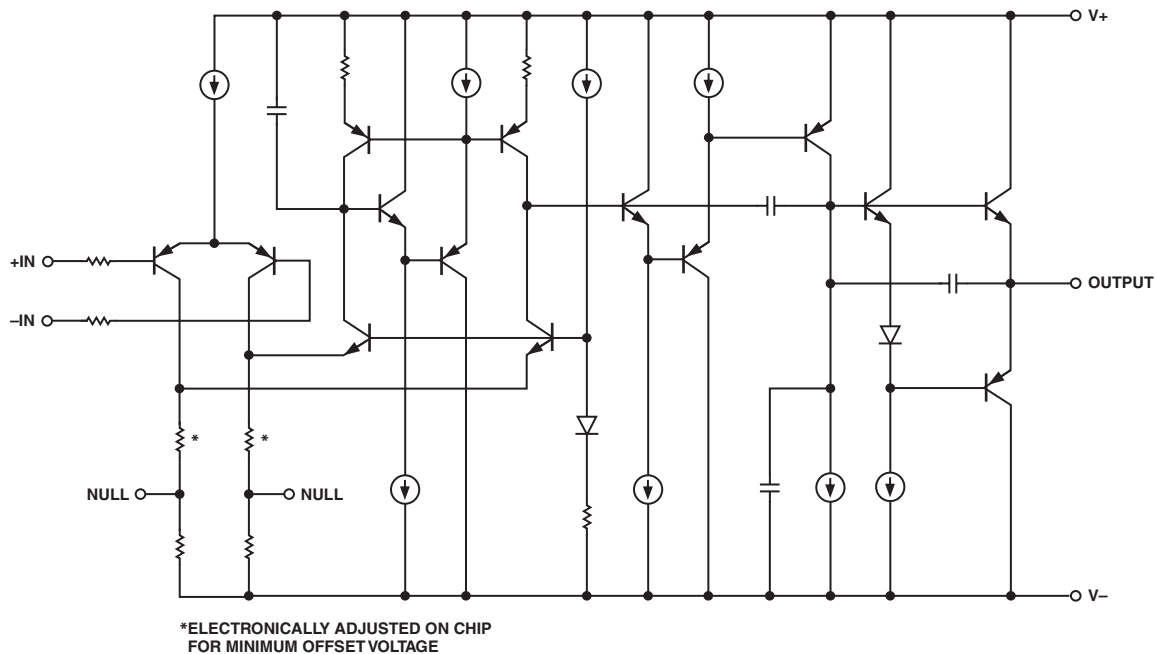 V+
+IN
–IN
OUTPUT
*
*
NULL
NULL
V–
*ELECTRONICALLY ADJUSTED ON CHIP
FOR MINIMUM OFFSET VOLTAGE